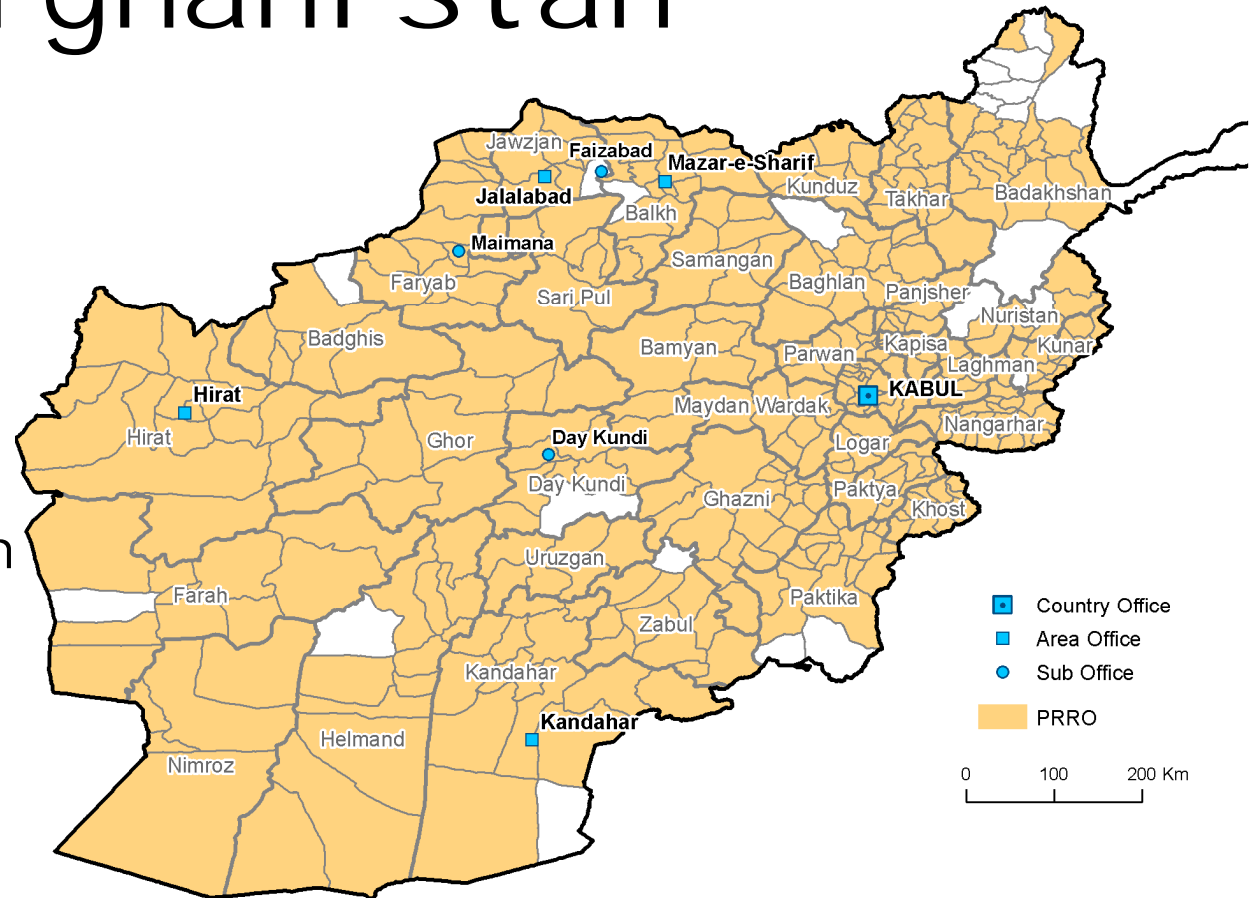 ghanistan
Jawzjan
Faizabad
Mazar-e-Sharif
Kunduz
Takhar
Badakhshan
Jalalabad
Balkh
Maimana
Samangan
Faryab
Sari Pul
Baghlan
Panjsher
Nuristan
Badghis
Bamyan
Parwan
Kapisa
Kunar
Laghman
Hirat
KABUL
Maydan Wardak
Hirat
Ghor
Day Kundi
Logar
Nangarhar
Day Kundi
Ghazni
Paktya
Khost
Uruzgan
Farah
Zabul
Paktika
Kandahar
Kandahar
Helmand
Nimroz
Country Office
Area Office
Sub Office
PRRO
0 100 200 Km